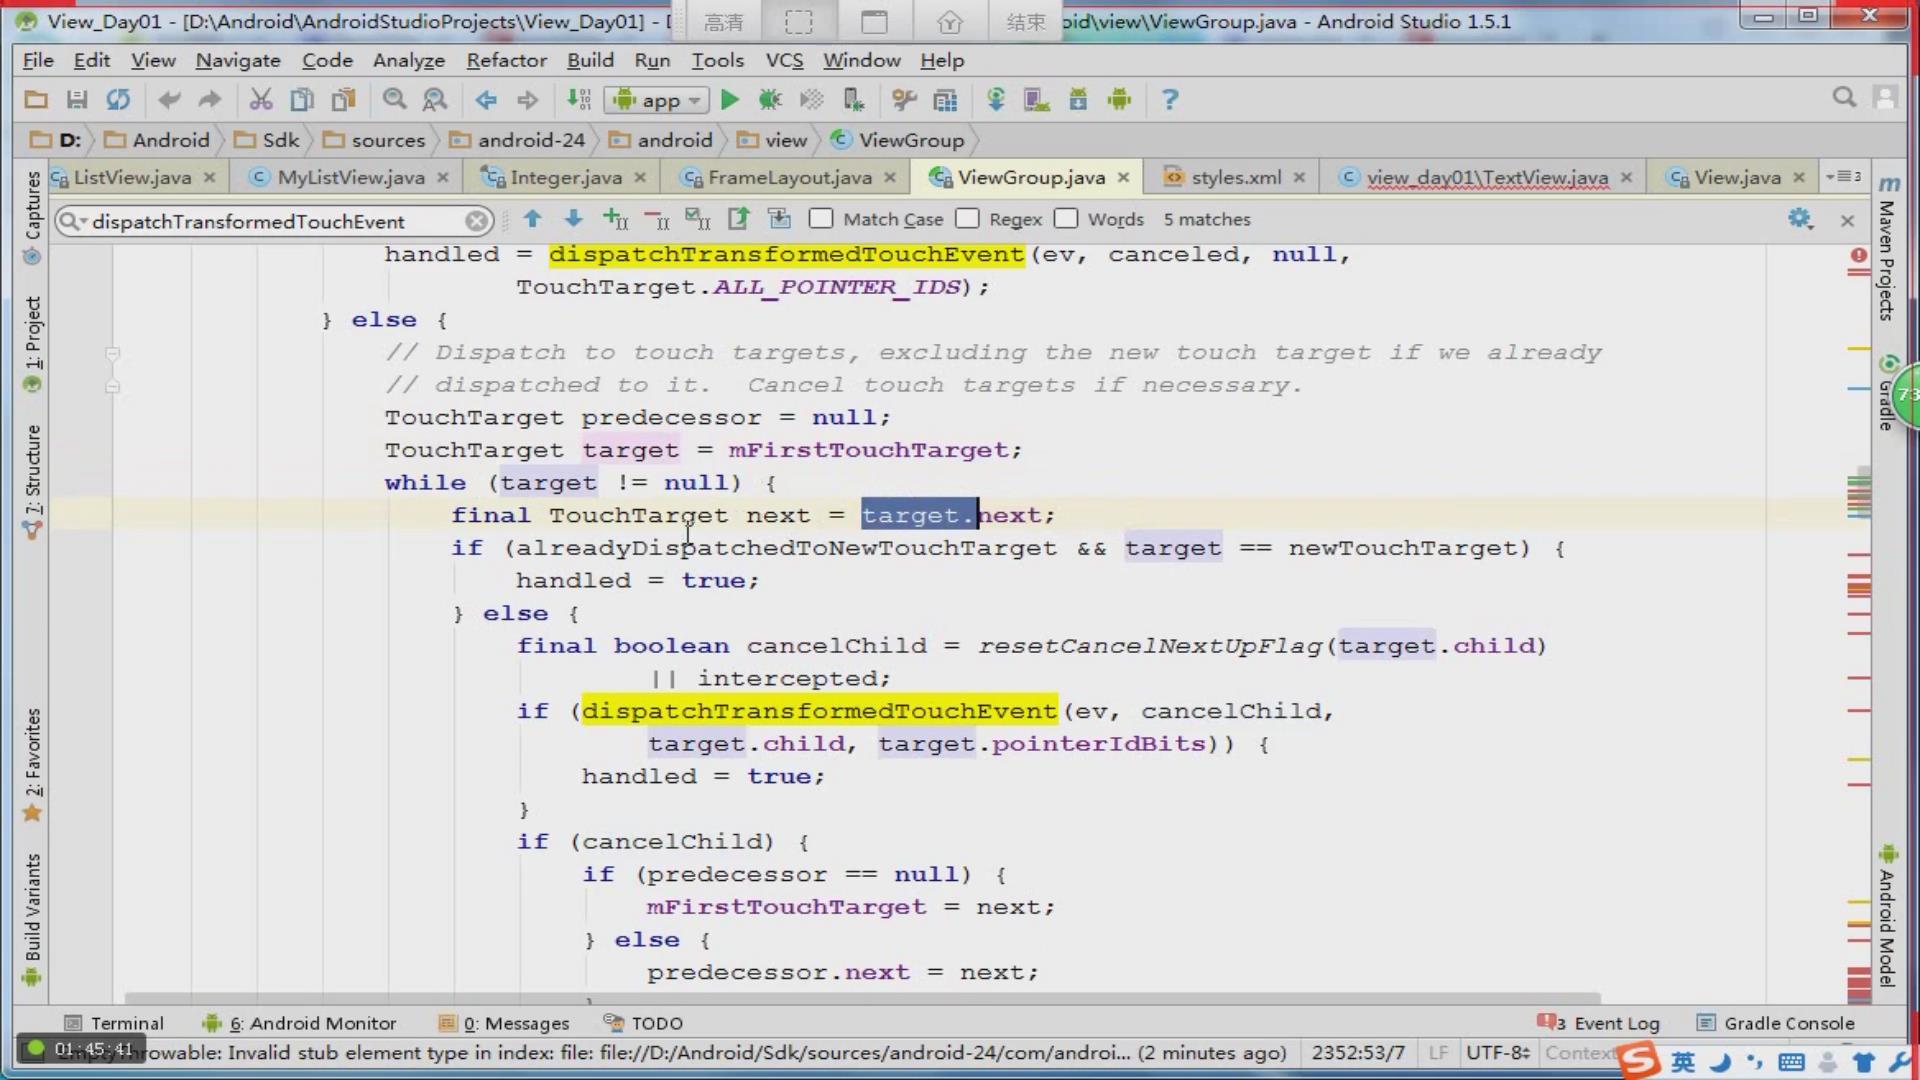 View_Day01 - [D:\Android\AndroidStudioProjects\View_Day01] - [
高清
结束
oid\view\ViewGroup.java - Android Studio 1.5.1
File Edit View Navigate Code Analyze Refactor Build Run Tools VCS Window Help
app
D: Android Sdk sources android-24 android view ViewGroup
ListView.java MyListView.java Integer.java FrameLayout.java ViewGroup.java styles.xml view_day01\TextView.java View.java
dispatchTransformedTouchEvent Match Case Regex Words 5 matches
handled = dispatchTransformedTouchEvent(ev, canceled, null,
TouchTarget.ALL_POINTER_IDS);
} else {
// Dispatch to touch targets, excluding the new touch target if we already
// dispatched to it.  Cancel touch targets if necessary.
TouchTarget predecessor = null;
TouchTarget target = mFirstTouchTarget;
while (target != null) {
final TouchTarget next = target.next;
if (alreadyDispatchedToNewTouchTarget && target == newTouchTarget) {
handled = true;
} else {
final boolean cancelChild = resetCancelNextUpFlag(target.child)
|| intercepted;
if (dispatchTransformedTouchEvent(ev, cancelChild,
target.child, target.pointerIdBits)) {
handled = true;
}
if (cancelChild) {
if (predecessor == null) {
mFirstTouchTarget = next;
} else {
predecessor.next = next;
Captures
1: Project
7: Structure
2: Favorites
Build Variants
Maven Projects
Gradle
73
Android Model
Terminal 6: Android Monitor 0: Messages TODO 3 Event Log Gradle Console
01:45:41
Throwable: Invalid stub element type in index: file: file://D:/Android/Sdk/sources/android-24/com/androi... (2 minutes ago) 2352:53/7 LF UTF-8 Context
英